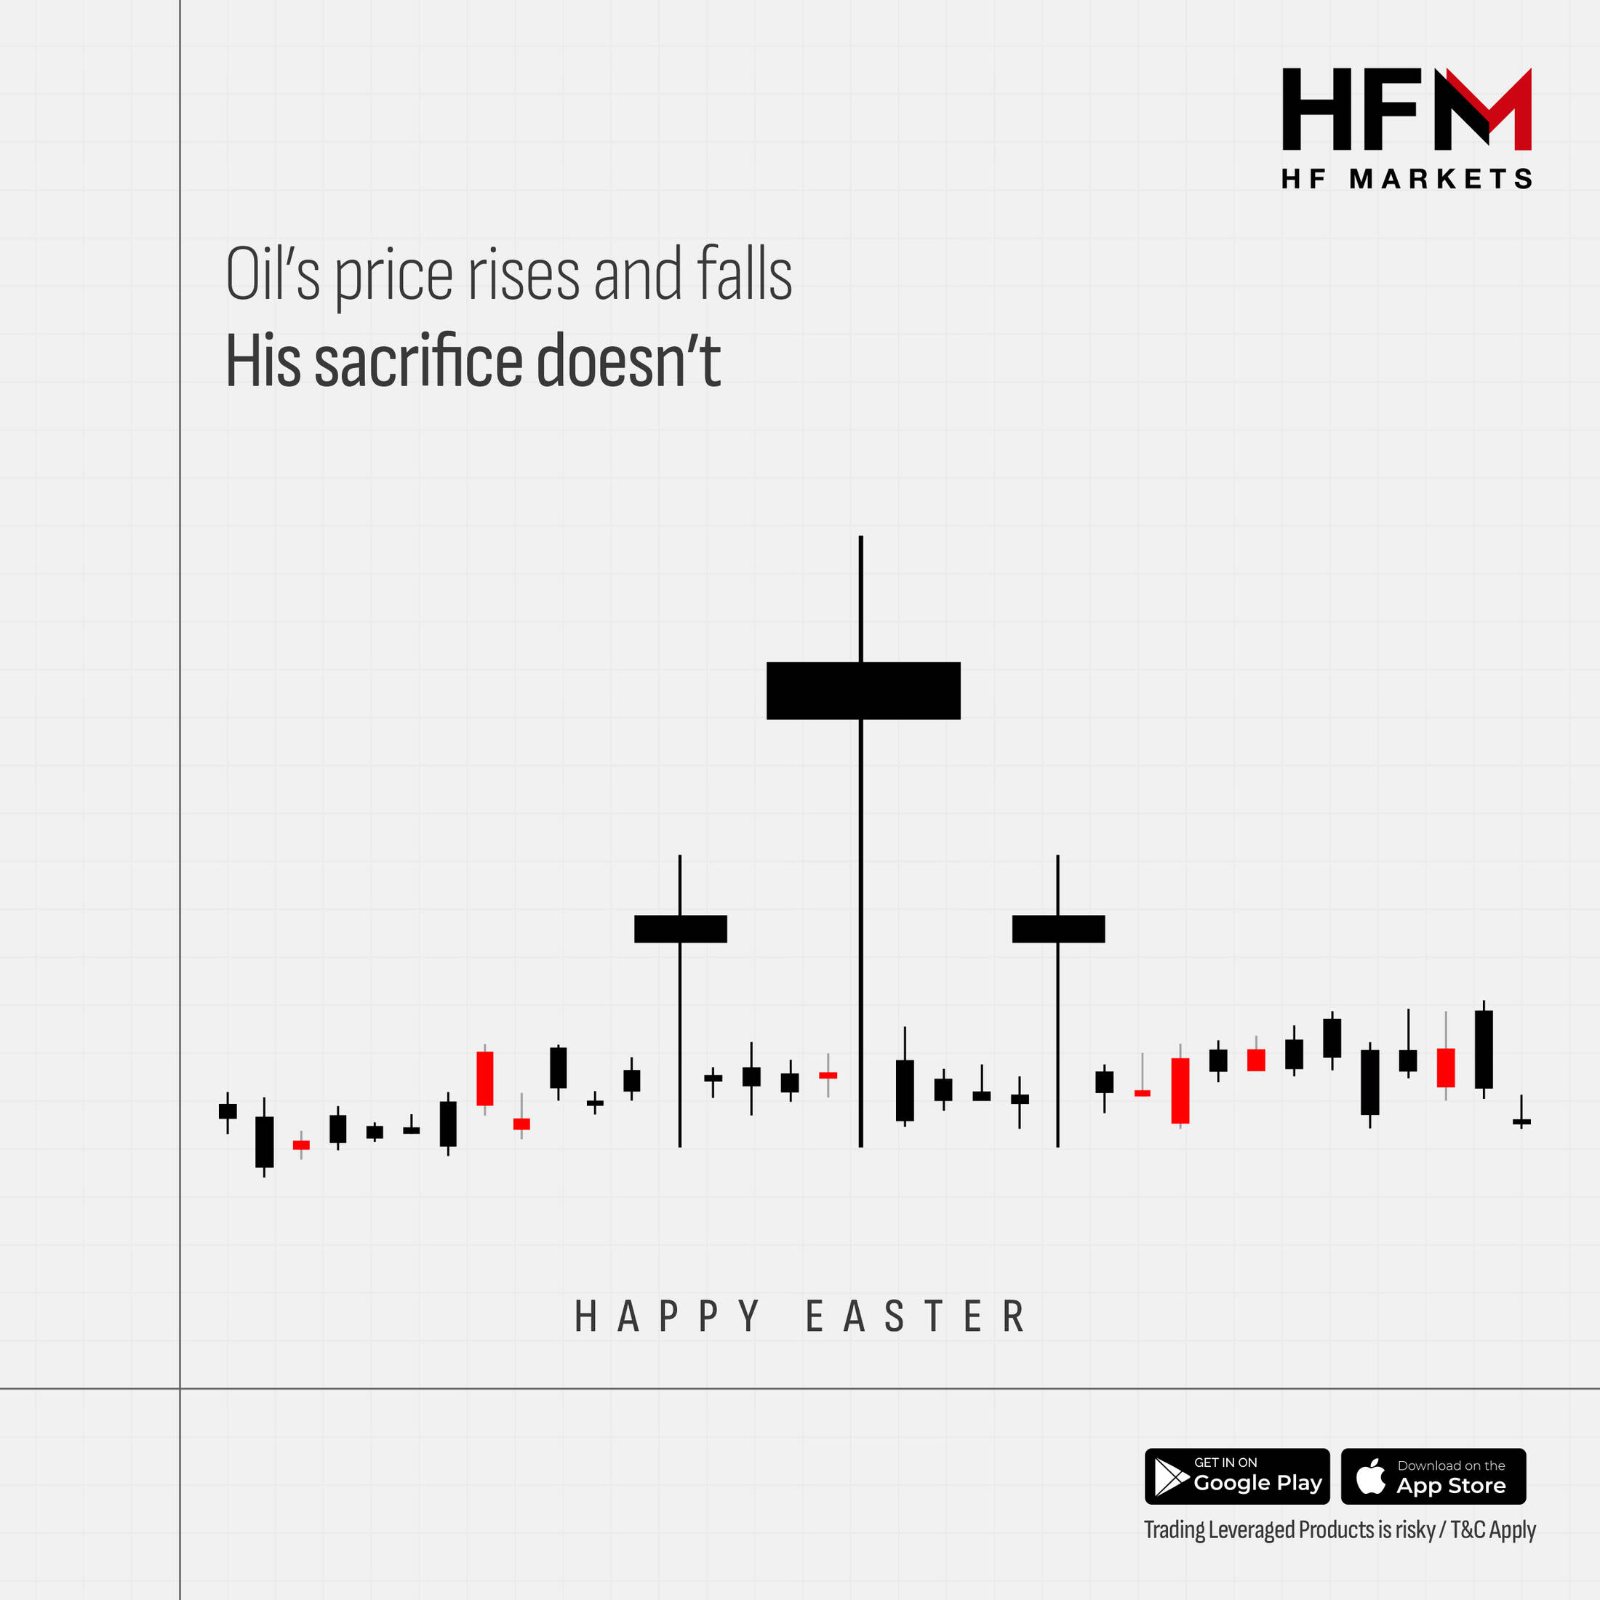 HFM
HF MARKETS
Oil's price rises and falls
His sacrifice doesn't
HAPPY EASTER
GET IN ON
Google Play
Download on the
App Store
Trading Leveraged Products is risky / T&C Apply